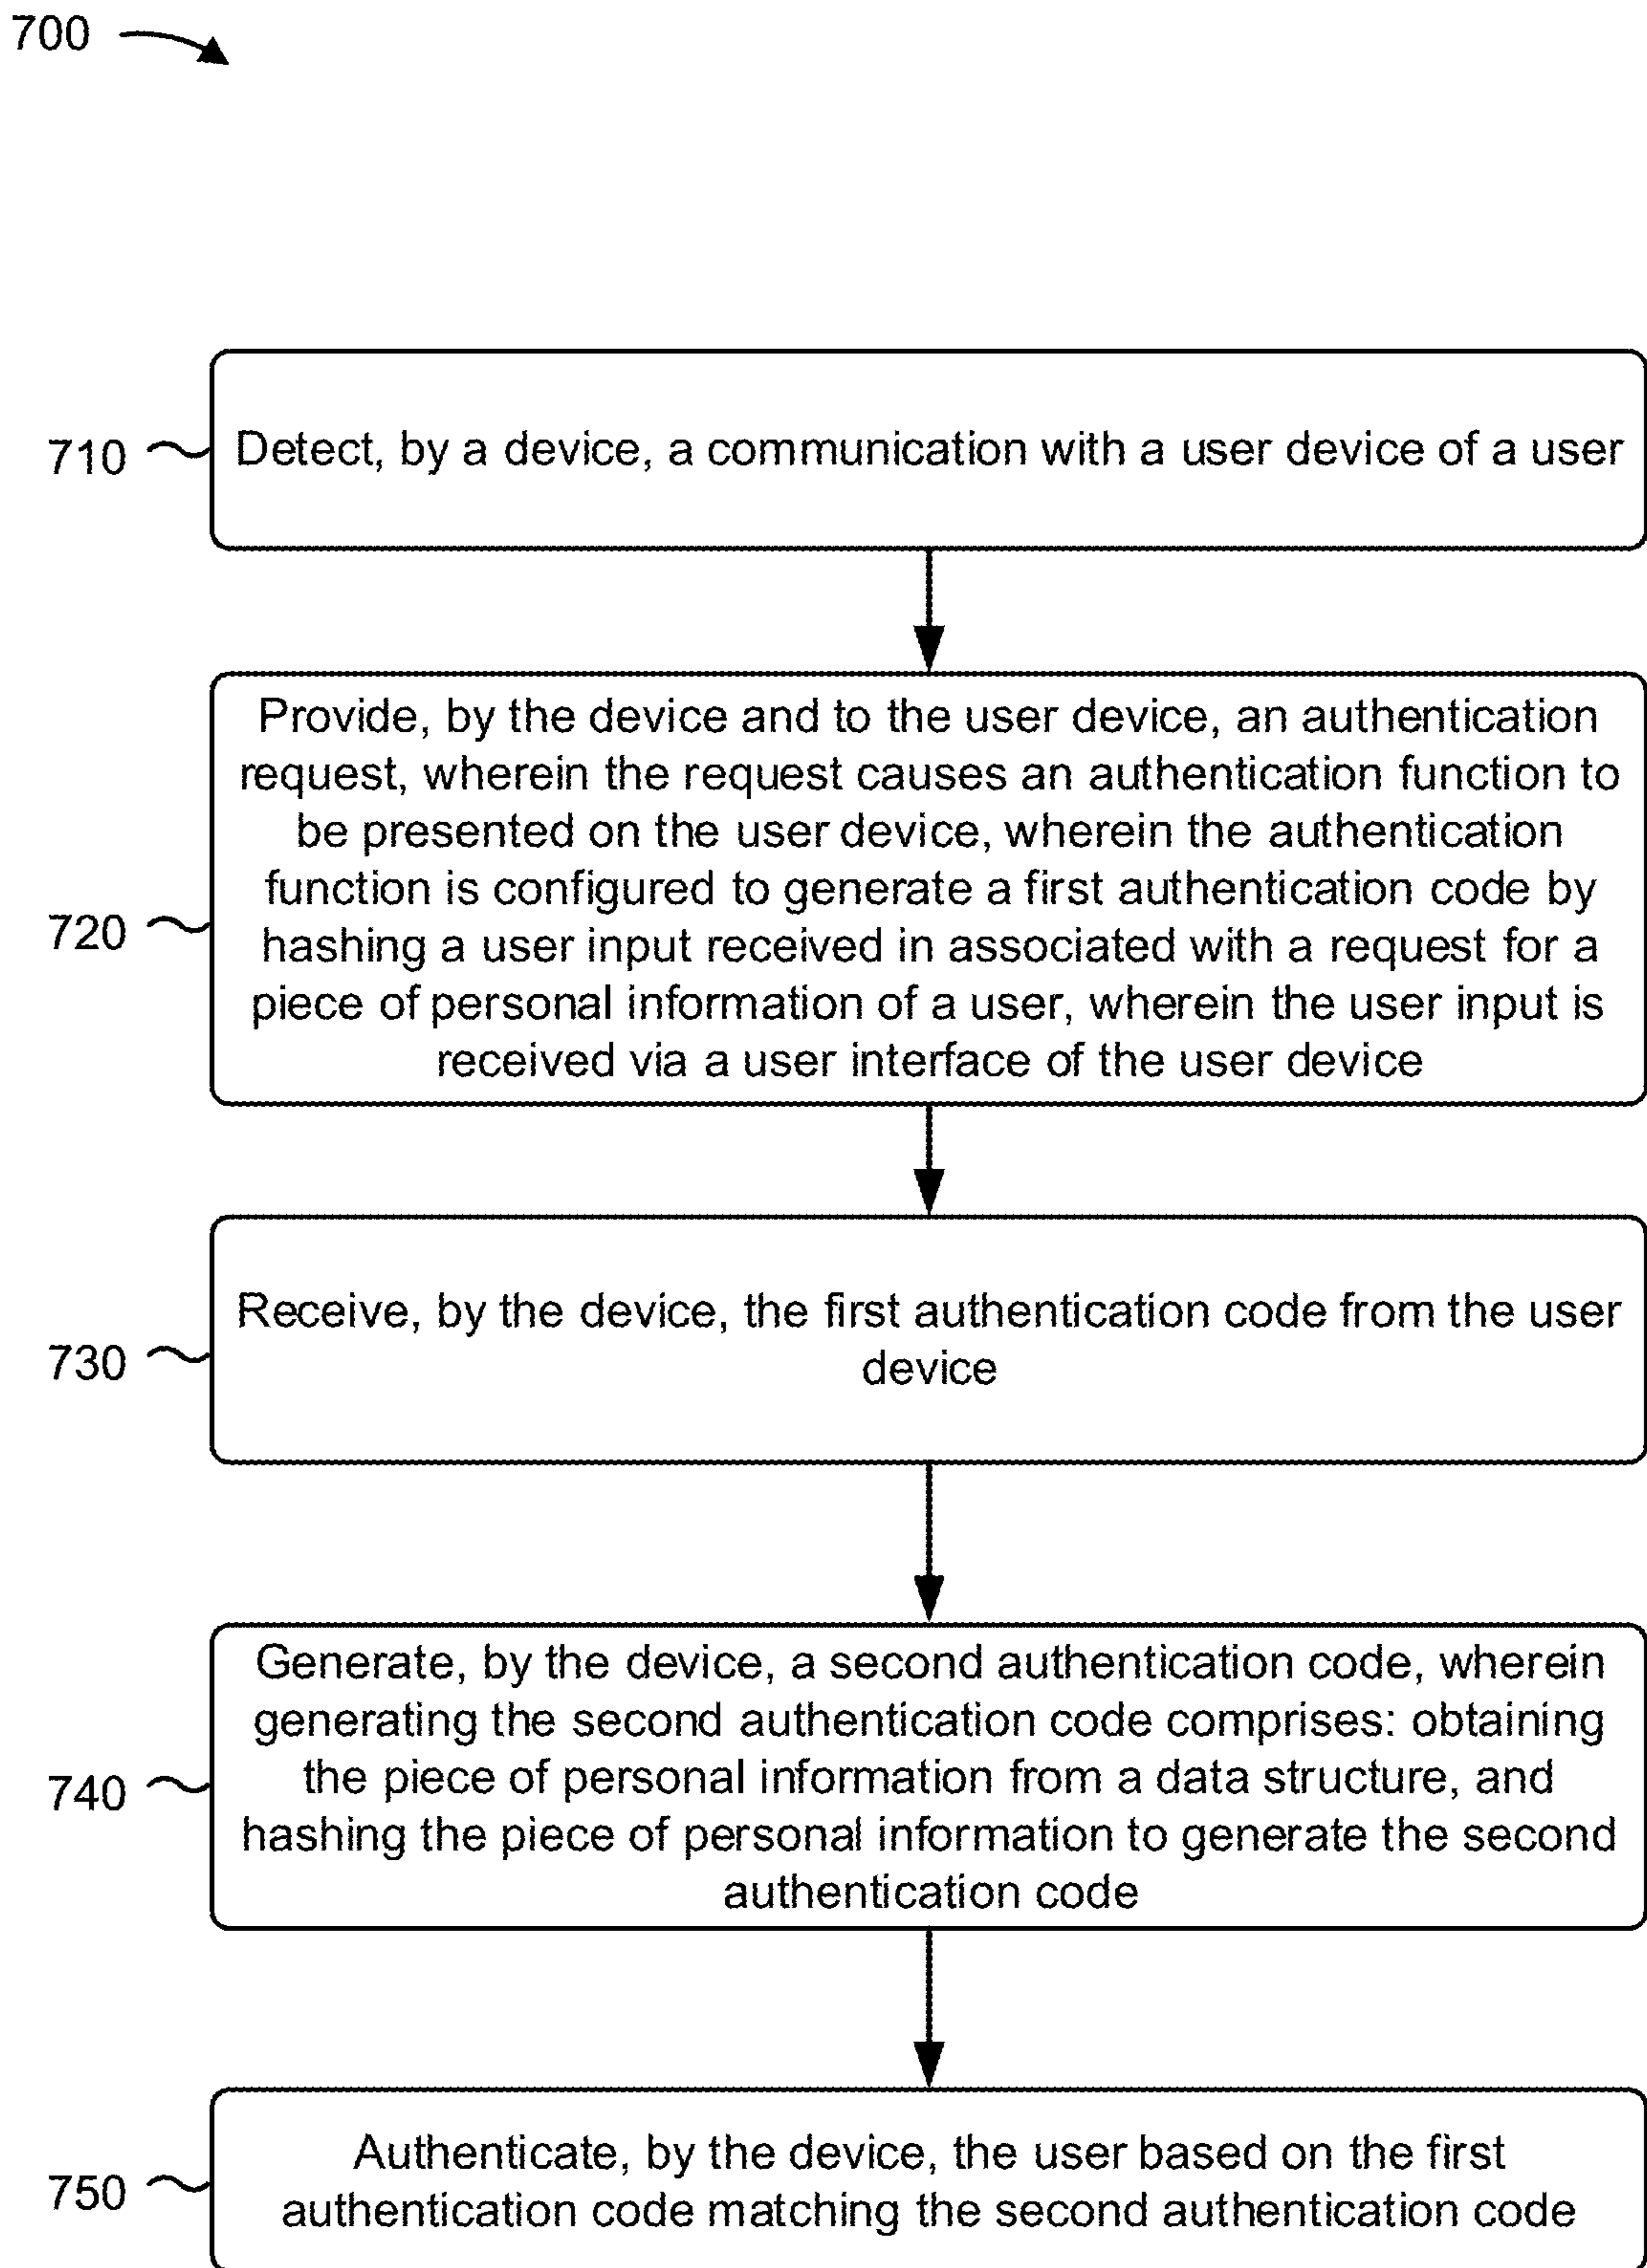 700
710
Detect, by a device, a communication with a user device of a user
720
Provide, by the device and to the user device, an authentication
request, wherein the request causes an authentication function to
be presented on the user device, wherein the authentication
function is configured to generate a first authentication code by
hashing a user input received in associated with a request for a
piece of personal information of a user, wherein the user input is
received via a user interface of the user device
730
Receive, by the device, the first authentication code from the user
device
740
Generate, by the device, a second authentication code, wherein
generating the second authentication code comprises: obtaining
the piece of personal information from a data structure, and
hashing the piece of personal information to generate the second
authentication code
750
Authenticate, by the device, the user based on the first
authentication code matching the second authentication code